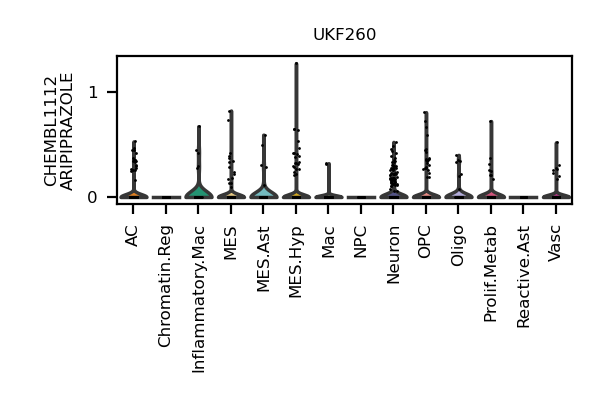 UKF260
CHEMBL1112
ARIPIPRAZOLE
1
0
AC
Chromatin.Reg
Inflammatory.Mac
MES
MES.Ast
MES.Hyp
Mac
NPC
Neuron
OPC
Oligo
Prolif.Metab
Reactive.Ast
Vasc